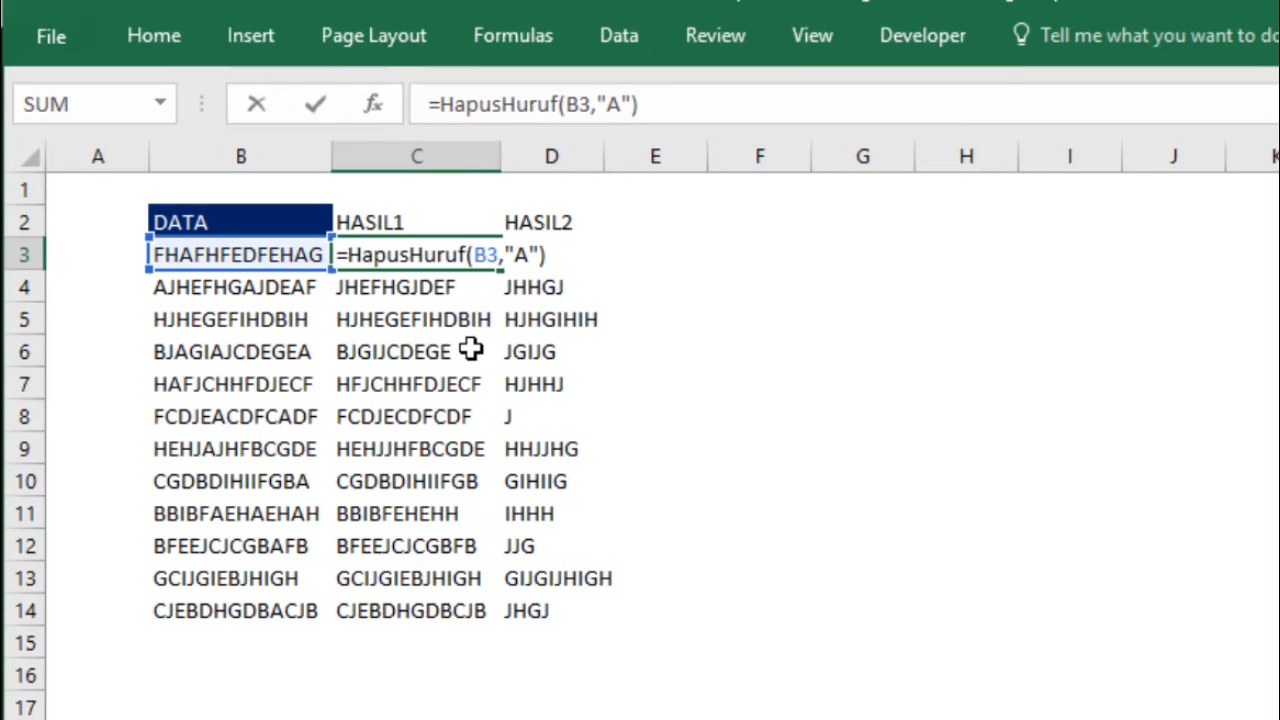 File Home Insert Page Layout Formulas Data Review View Developer Tell me what you want to do
SUM fx =HapusHuruf(B3,"A")
A B C D E F G H I J K
1
2 DATA HASIL1 HASIL2
3 FHAFHFEDFEHAG =HapusHuruf(B3,"A")
4 AJHEFHGAJDEAF JHEFHGJDEF JHHGJ
5 HJHEGEFIHDBIH HJHEGEFIHDBIH HJHGIHIH
6 BJAGIAJCDEGEA BJGIJCDEGE JGIJG
7 HAFJCHHFDJECF HFJCHHFDJECF HJHHJ
8 FCDJEACDFCADF FCDJECDFCDF J
9 HEHJAJHFBCGDE HEHJJHFBCGDE HHJJHG
10 CGDBDIHIIFGBA CGDBDIHIIFGB GIHIIG
11 BBIBFAEHAEHAH BBIBFEHEHH IHHH
12 BFEEJCJCGBAFB BFEEJCJCGBFB JJG
13 GCIJGIEBJHIGH GCIJGIEBJHIGH GIJGIJHIGH
14 CJEBDHGDBACJB CJEBDHGDBCJB JHGJ
15
16
17